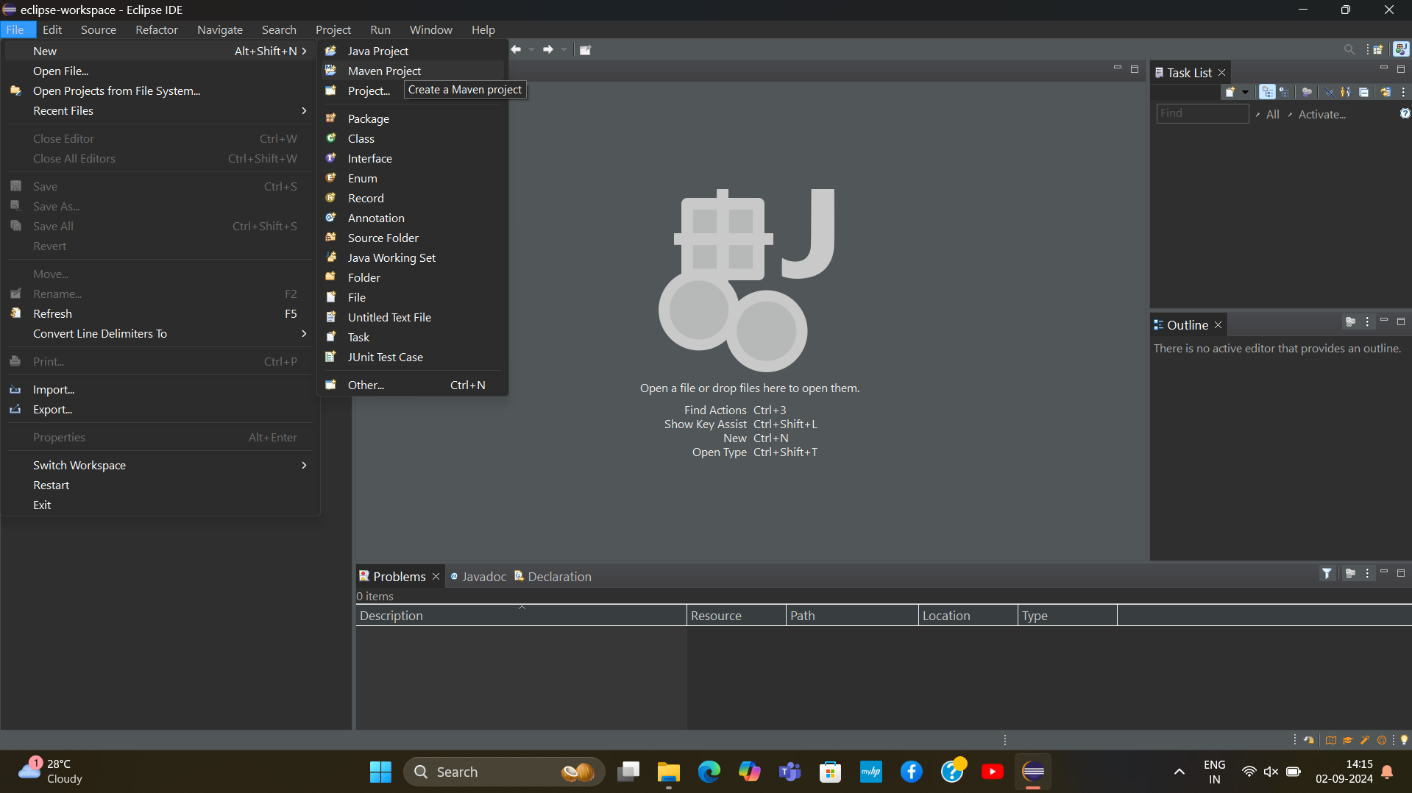 eclipse-workspace - Eclipse IDE
File Edit Source Refactor Navigate Search Project Run Window Help
New Alt+Shift+N
Open File...
Open Projects from File System...
Recent Files
Close Editor Ctrl+W
Close All Editors Ctrl+Shift+W
Save Ctrl+S
Save As...
Save All Ctrl+Shift+S
Revert
Move...
Rename... F2
Refresh F5
Convert Line Delimiters To
Print... Ctrl+P
Import...
Export...
Properties Alt+Enter
Switch Workspace
Restart
Exit
Java Project
Maven Project
Project...
Create a Maven project
Package
Class
Interface
Enum
Record
Annotation
Source Folder
Java Working Set
Folder
File
Untitled Text File
Task
JUnit Test Case
Other... Ctrl+N
J
Open a file or drop files here to open them.
Find Actions Ctrl+3
Show Key Assist Ctrl+Shift+L
New Ctrl+N
Open Type Ctrl+Shift+T
Task List
Find All Activate...
Outline
There is no active editor that provides an outline.
Problems Javadoc Declaration
0 items
Description Resource Path Location Type
1
28°C
Cloudy
Search
myhp
ENG
IN
14:15
02-09-2024